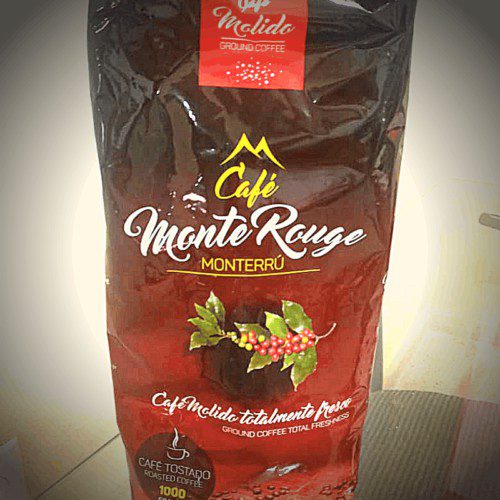 Café
Molido
GROUND COFFEE
Café
Monte Rouge
MONTERRÚ
Café Molido totalmente fresco
GROUND COFFEE TOTAL FRESHNESS
CAFÉ TOSTADO
ROASTED COFFEE
1000